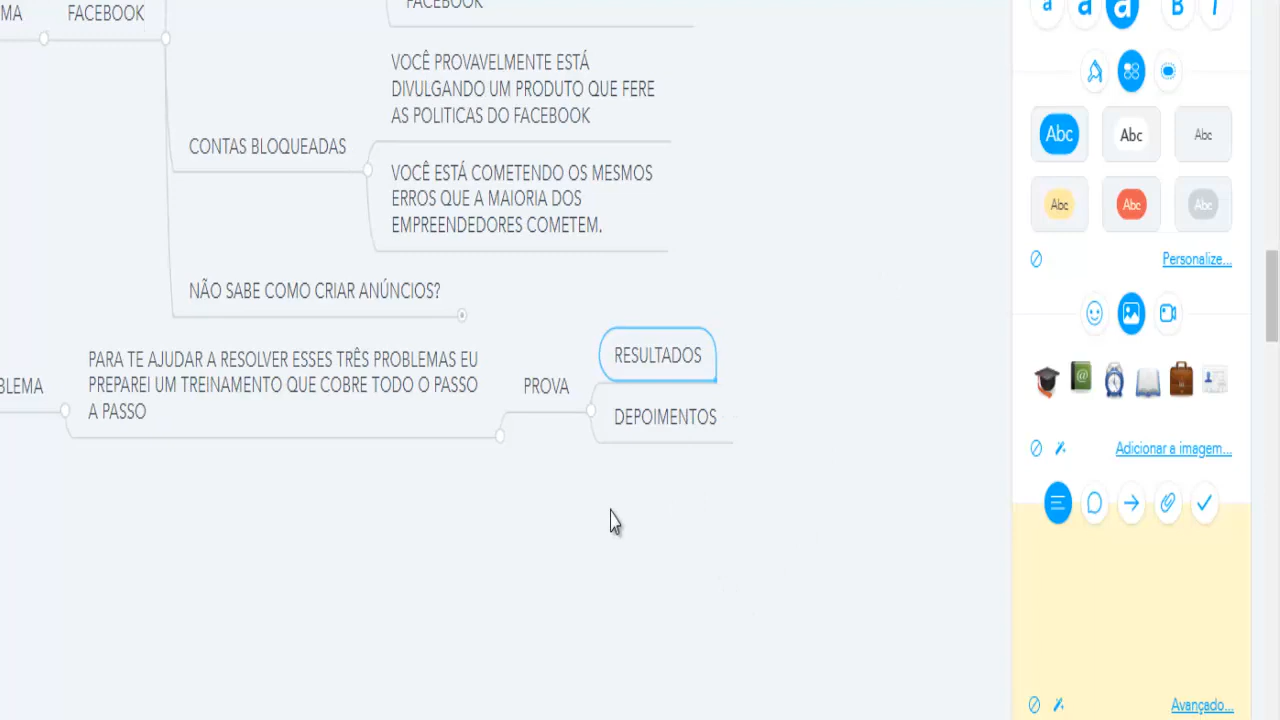 MA
FACEBOOK
FACEBOOK
VOCÊ PROVAVELMENTE ESTÁ
DIVULGANDO UM PRODUTO QUE FERE
AS POLITICAS DO FACEBOOK
CONTAS BLOQUEADAS
VOCÊ ESTÁ COMETENDO OS MESMOS
ERROS QUE A MAIORIA DOS
EMPREENDEDORES COMETEM.
NÃO SABE COMO CRIAR ANÚNCIOS?
BLEMA
PARA TE AJUDAR A RESOLVER ESSES TRÊS PROBLEMAS EU
PREPAREI UM TREINAMENTO QUE COBRE TODO O PASSO
A PASSO
PROVA
RESULTADOS
DEPOIMENTOS
a a a B I
Abc Abc Abc
Abc Abc Abc
Personalize...
Adicionar a imagem...
Avançado...